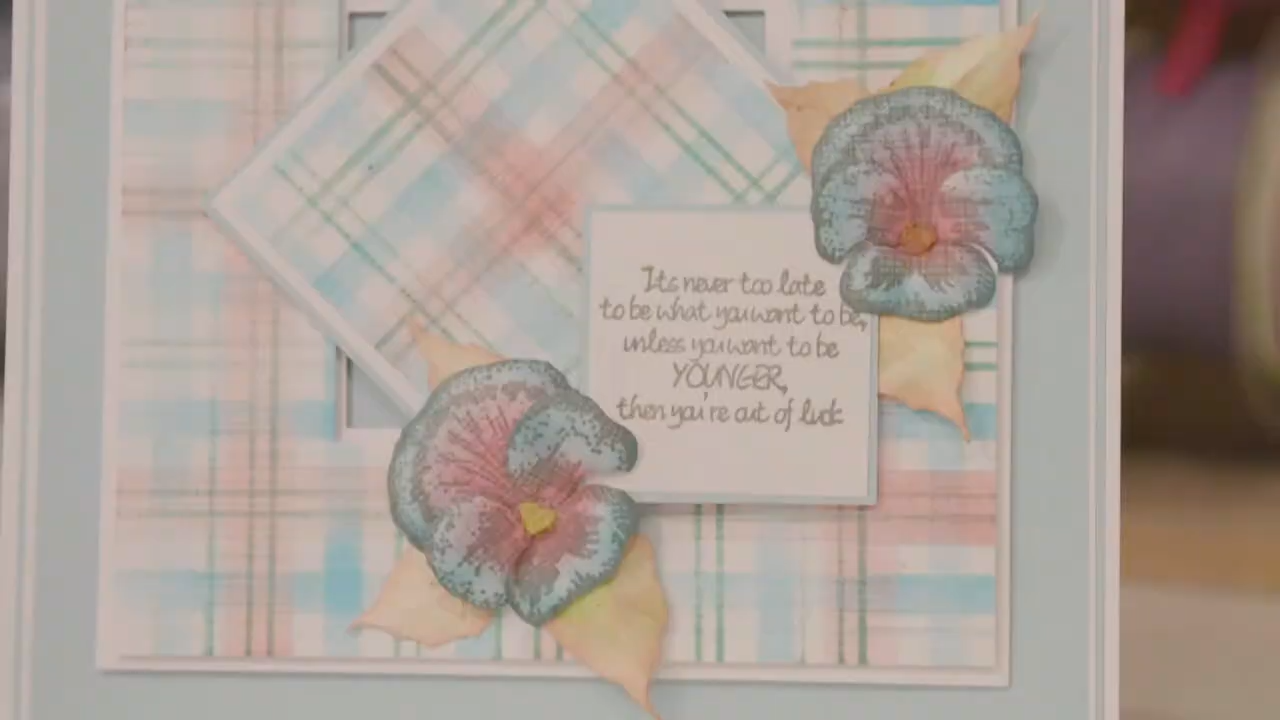 Its never too late
to be what you want to be,
unless you want to be
YOUNGER,
then you're out of luck